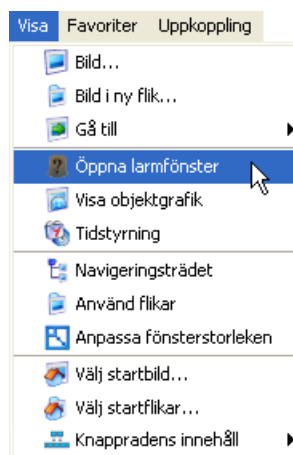 Visa Favoriter Uppkoppling
Bild...
Bild i ny flik...
Gå till
Öppna larmfönster
Visa objektgrafik
Tidstyrning
Navigeringsträdet
Använd flikar
Anpassa fönsterstorleken
Välj startbild...
Välj startflikar...
Knappradens innehåll